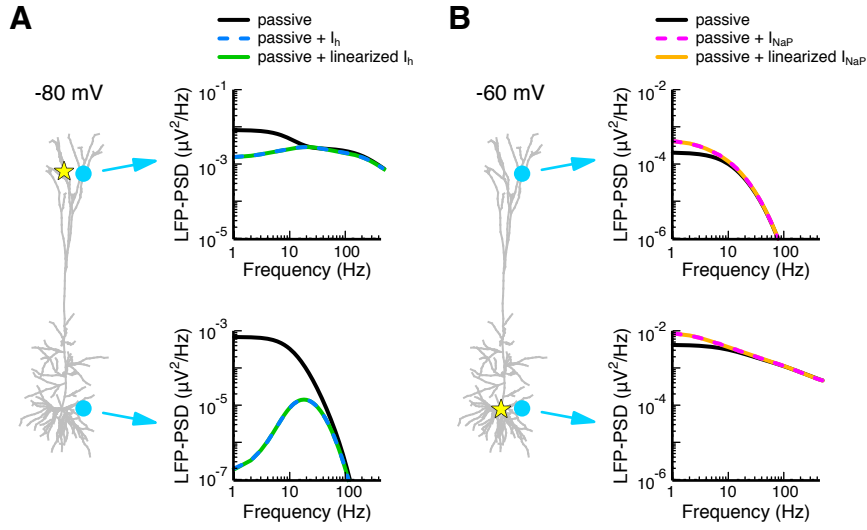 A
passive
passive + Ih
passive + linearized Ih
-80 mV
LFP-PSD (μV²/Hz)
10⁻¹
10⁻³
10⁻⁵
1
10
100
Frequency (Hz)
LFP-PSD (μV²/Hz)
10⁻³
10⁻⁵
10⁻⁷
1
10
100
Frequency (Hz)
B
passive
passive + INaP
passive + linearized INaP
-60 mV
LFP-PSD (μV²/Hz)
10⁻²
10⁻⁴
10⁻⁶
1
10
100
Frequency (Hz)
LFP-PSD (μV²/Hz)
10⁻²
10⁻⁴
10⁻⁶
1
10
100
Frequency (Hz)